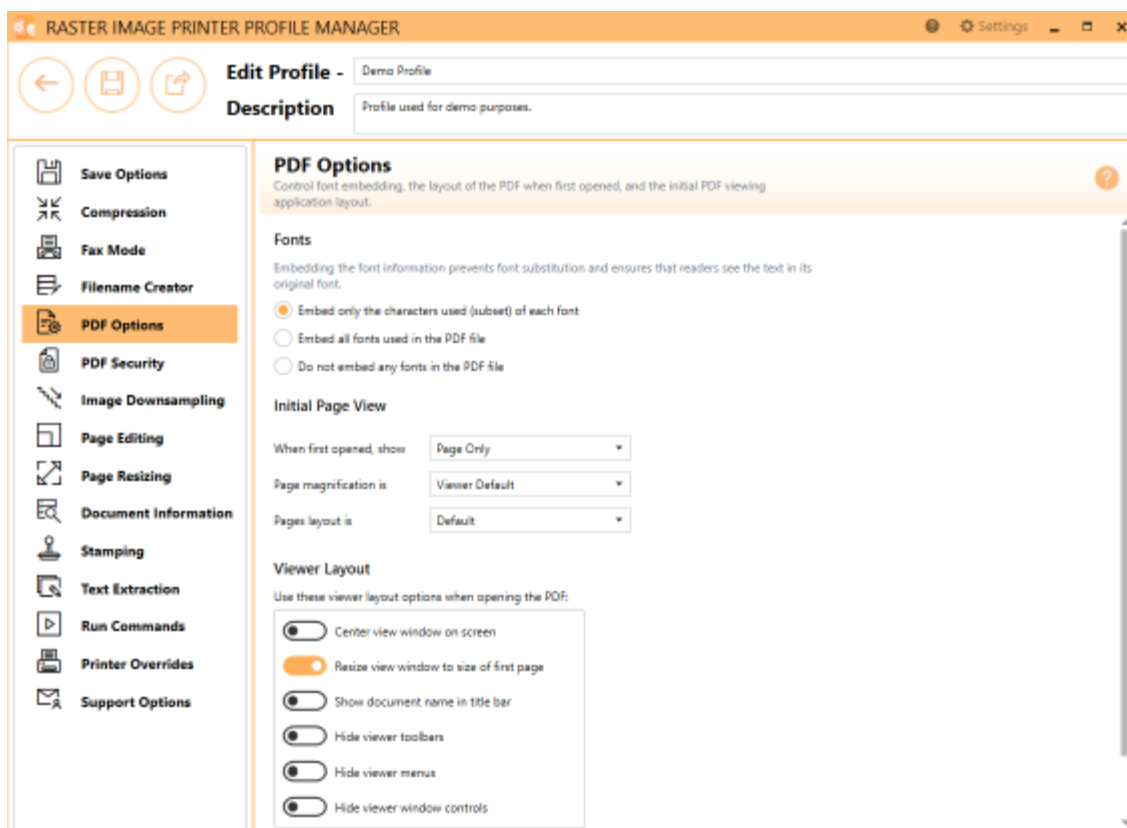 RASTER IMAGE PRINTER PROFILE MANAGER
Settings
Edit Profile -
Demo Profile
Description
Profile used for demo purposes.
Save Options
Compression
Fax Mode
Filename Creator
PDF Options
PDF Security
Image Downsampling
Page Editing
Page Resizing
Document Information
Stamping
Text Extraction
Run Commands
Printer Overrides
Support Options
PDF Options
Control font embedding, the layout of the PDF when first opened, and the initial PDF viewing
application layout.
Fonts
Embedding the font information prevents font substitution and ensures that readers see the text in its
original font.
Embed only the characters used (subset) of each font
Embed all fonts used in the PDF file
Do not embed any fonts in the PDF file
Initial Page View
When first opened, show
Page Only
Page magnification is
Viewer Default
Pages layout is
Default
Viewer Layout
Use these viewer layout options when opening the PDF:
Center view window on screen
Resize view window to size of first page
Show document name in title bar
Hide viewer toolbars
Hide viewer menus
Hide viewer window controls